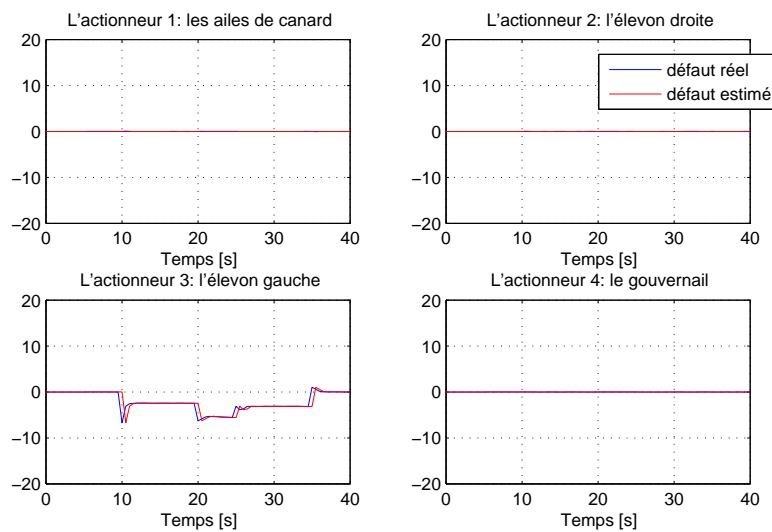 L'actionneur 1: les ailes de canard
20
10
0
−10
−20
0 10 20 30 40
Temps [s]
L'actionneur 2: l'élevon droite
défaut réel
défaut estimé
20
10
0
−10
−20
0 10 20 30 40
Temps [s]
L'actionneur 3: l'élevon gauche
20
10
0
−10
−20
0 10 20 30 40
Temps [s]
L'actionneur 4: le gouvernail
20
10
0
−10
−20
0 10 20 30 40
Temps [s]